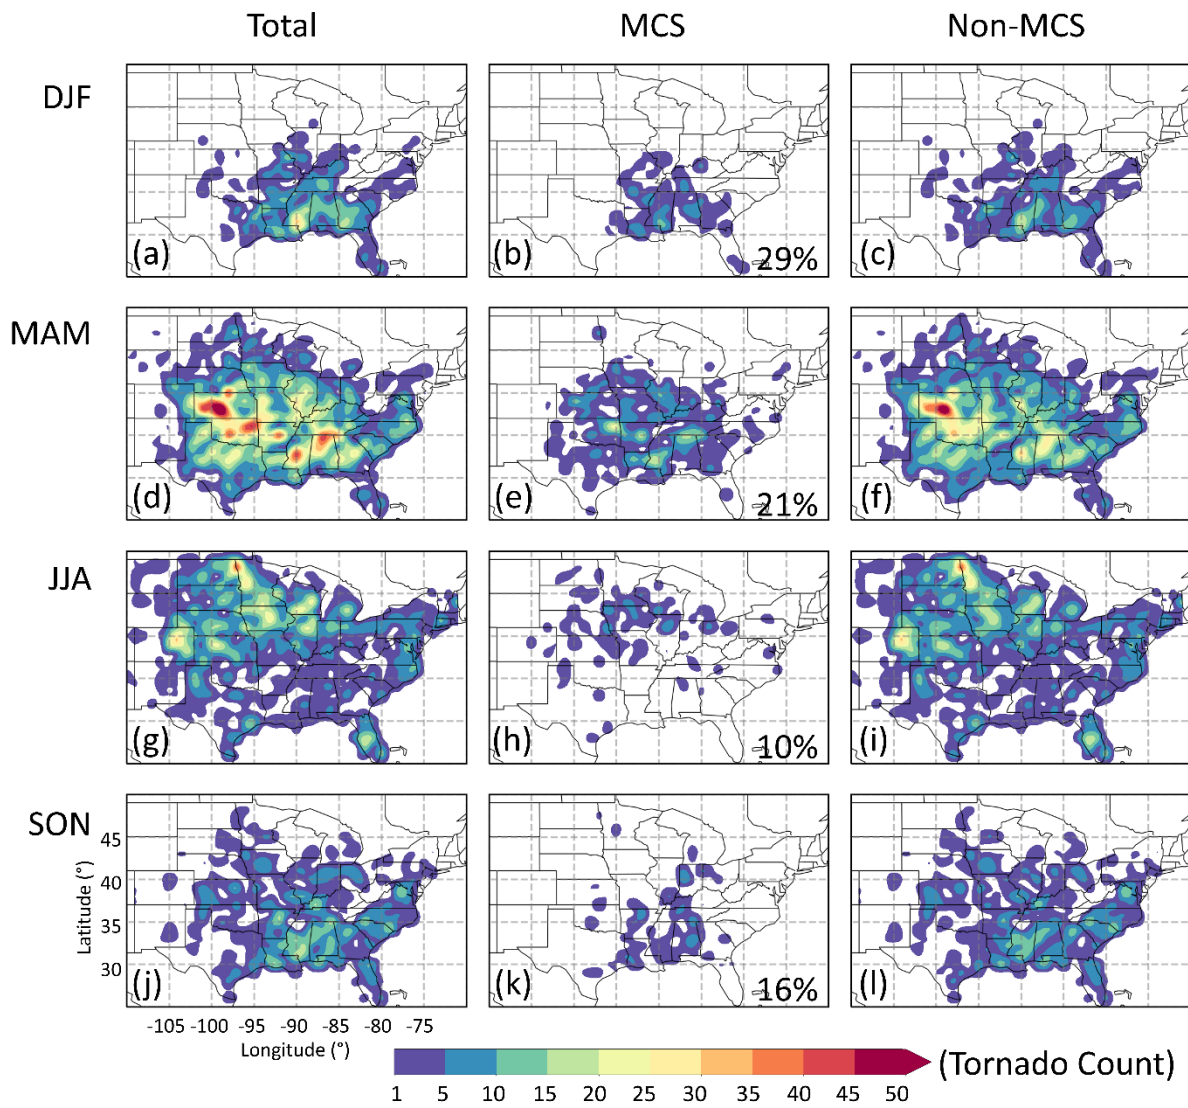 Total MCS Non-MCS
DJF
(a) (b) 29% (c)
MAM
(d) (e) 21% (f)
JJA
(g) (h) 10% (i)
SON
45
40
35
30
Latitude (°)
(j) (k) 16% (l)
-105 -100 -95 -90 -85 -80 -75
Longitude (°)
(Tornado Count)
1 5 10 15 20 25 30 35 40 45 50